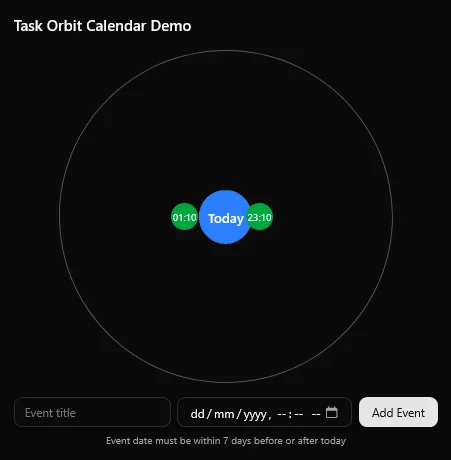 Task Orbit Calendar Demo
01:10 Today 23:10
Event title dd/mm/yyyy, --:-- -- Add Event
Event date must be within 7 days before or after today